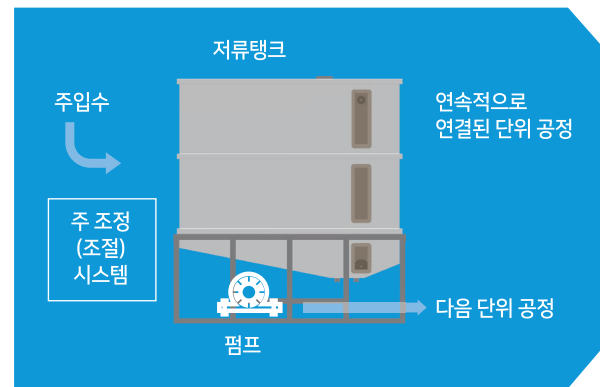 저류탱크
주입수
연속적으로
연결된 단위 공정
주 조정
(조절)
시스템
다음 단위 공정
펌프